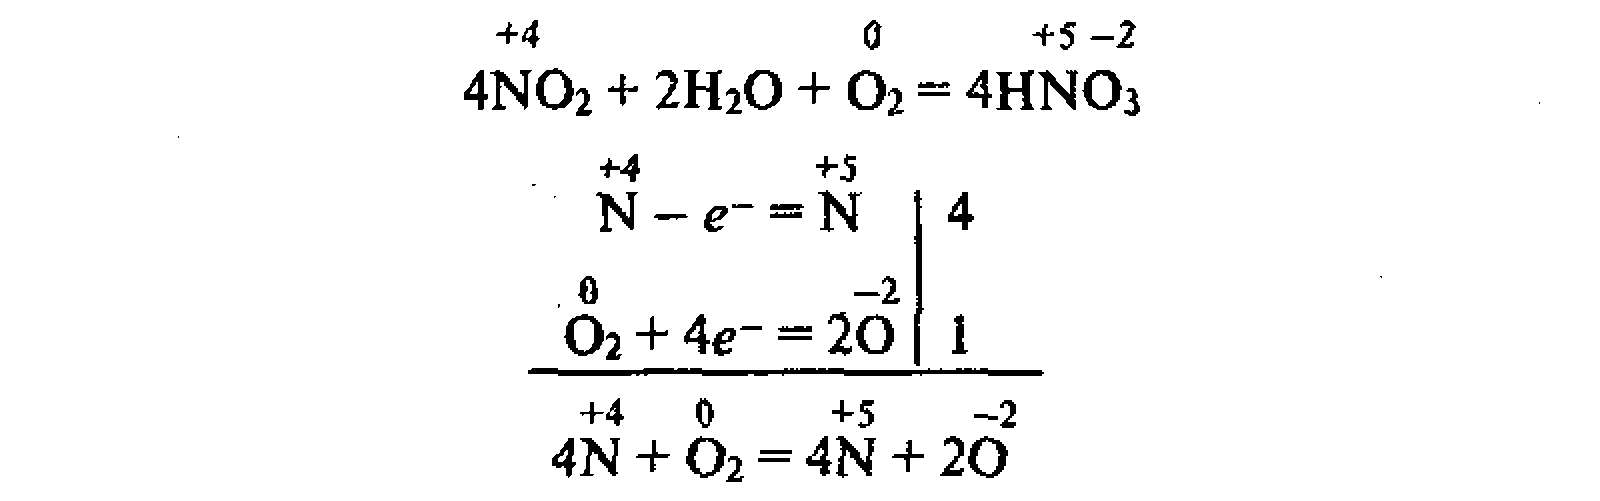 +4 0 +5 −2
4NO₂ + 2H₂O + O₂ = 4HNO₃
+4 +5
N − e⁻ = N | 4
0 −2
O₂ + 4e⁻ = 2O | 1
+4 0 +5 −2
4N + O₂ = 4N + 2O